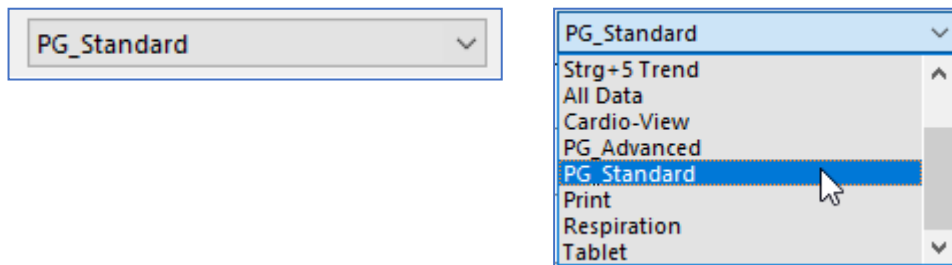 PG_Standard
PG_Standard
Strg+5 Trend
All Data
Cardio-View
PG_Advanced
PG_Standard
Print
Respiration
Tablet